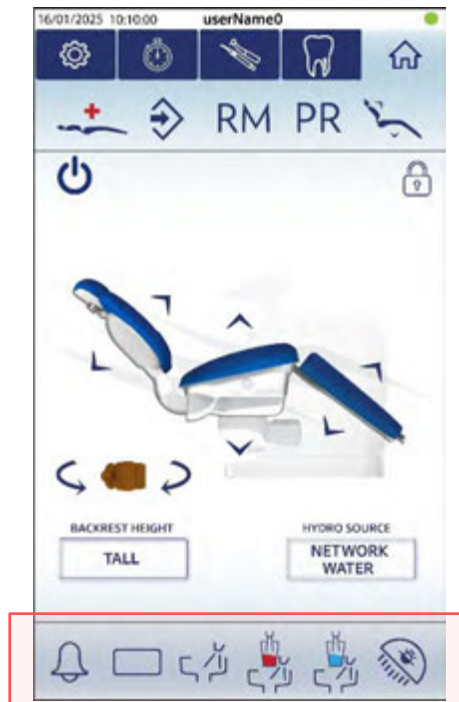 16/01/2025 10:10:00 userName0
RM PR
BACKREST HEIGHT HYDRO SOURCE
TALL NETWORK
WATER